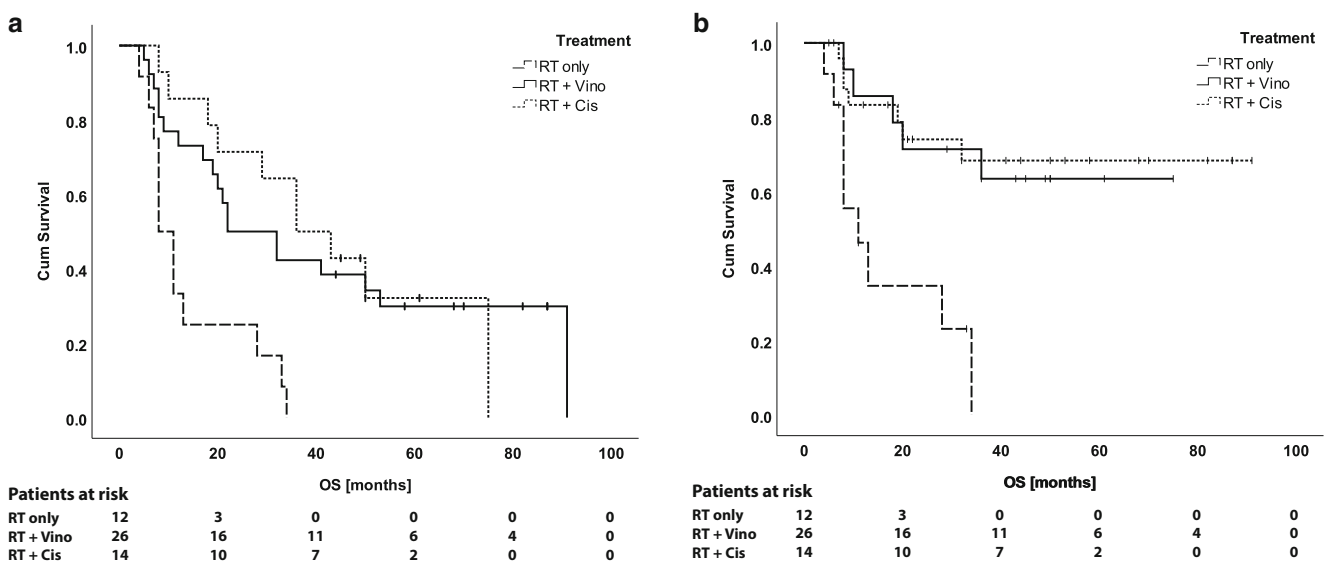 a
Treatment
RT only
RT + Vino
RT + Cis
1.0
0.8
0.6
0.4
0.2
0.0
Cum Survival
0 20 40 60 80 100
OS [months]
Patients at risk
RT only 12 3 0 0 0 0
RT + Vino 26 16 11 6 4 0
RT + Cis 14 10 7 2 0 0
b
Treatment
RT only
RT + Vino
RT + Cis
1.0
0.8
0.6
0.4
0.2
0.0
Cum Survival
0 20 40 60 80 100
OS [months]
Patients at risk
RT only 12 3 0 0 0 0
RT + Vino 26 16 11 6 4 0
RT + Cis 14 10 7 2 0 0